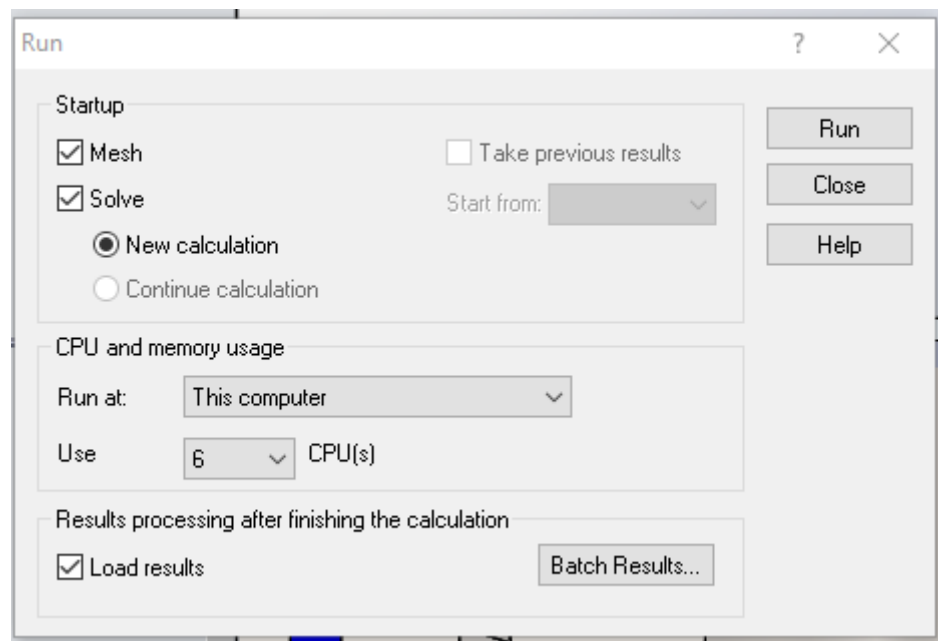 Run ?
Startup
Mesh
Take previous results
Solve
Start from:
New calculation
Continue calculation
Run
Close
Help
CPU and memory usage
Run at: This computer
Use 6 CPU(s)
Results processing after finishing the calculation
Load results
Batch Results...